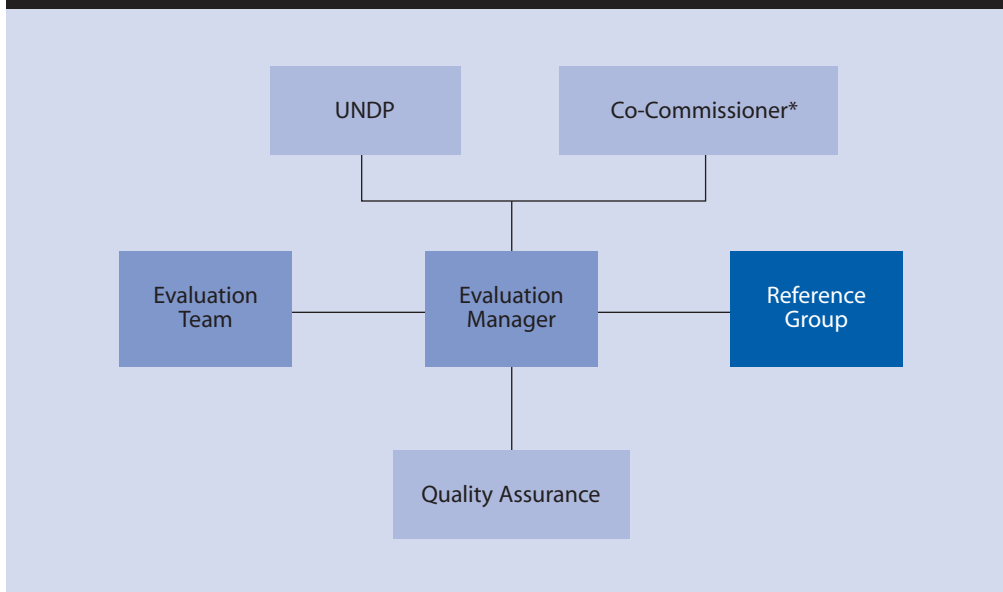 UNDP
Co-Commissioner*
Evaluation
Team
Evaluation
Manager
Reference
Group
Quality Assurance